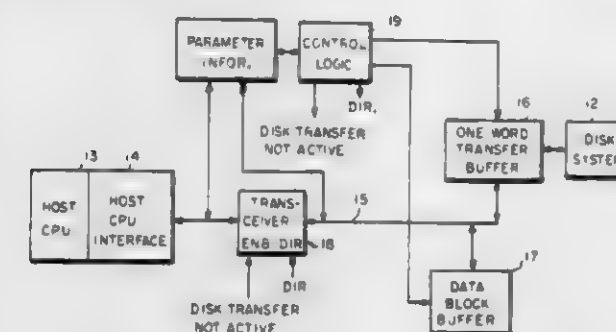 19
PARAMETER
INFOR.
CONTROL
LOGIC
DIR.
DISK TRANSFER
NOT ACTIVE
16
12
ONE WORD
TRANSFER
BUFFER
DISK
SYSTEM
13
14
HOST
CPU
HOST
CPU
INTERFACE
TRANS-
CEIVER
ENB DIR
18
15
DIR
DISK TRANSFER
NOT ACTIVE
17
DATA
BLOCK
BUFFER